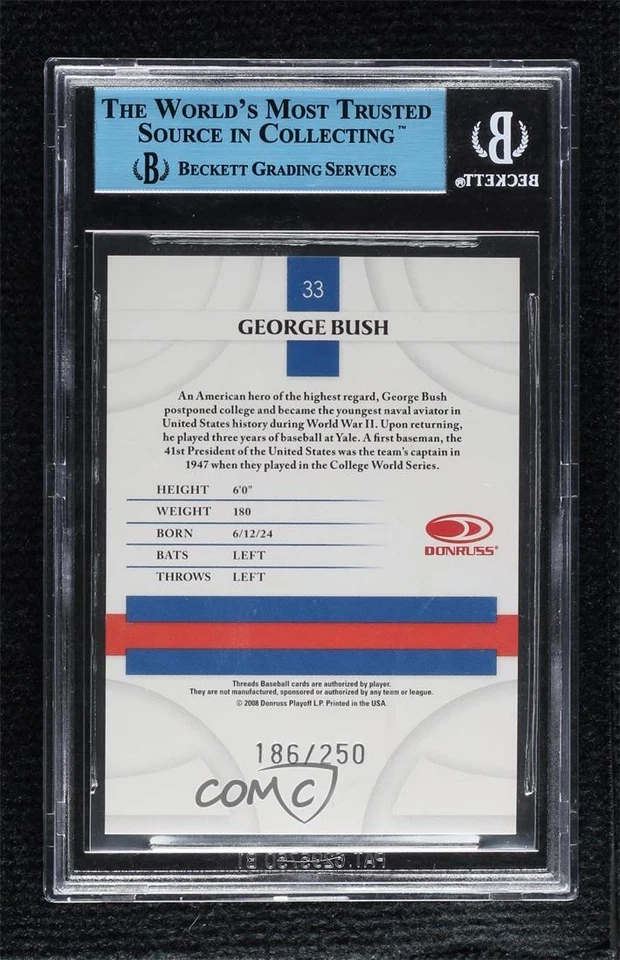 THE WORLD'S MOST TRUSTED
SOURCE IN COLLECTING™
B BECKETT GRADING SERVICES
B
BECKETT®
33
GEORGE BUSH
An American hero of the highest regard, George Bush
postponed college and became the youngest naval aviator in
United States history during World War II. Upon returning,
he played three years of baseball at Yale. A first baseman, the
41st President of the United States was the team's captain in
1947 when they played in the College World Series.
HEIGHT 6'0"
WEIGHT 180
BORN 6/12/24
BATS LEFT
THROWS LEFT
DONRUSS®
Threads Baseball cards are authorized by player.
They are not manufactured, sponsored or authorized by any team or league.
© 2008 Donruss Playoff L.P. Printed in the USA.
186/250
COMC